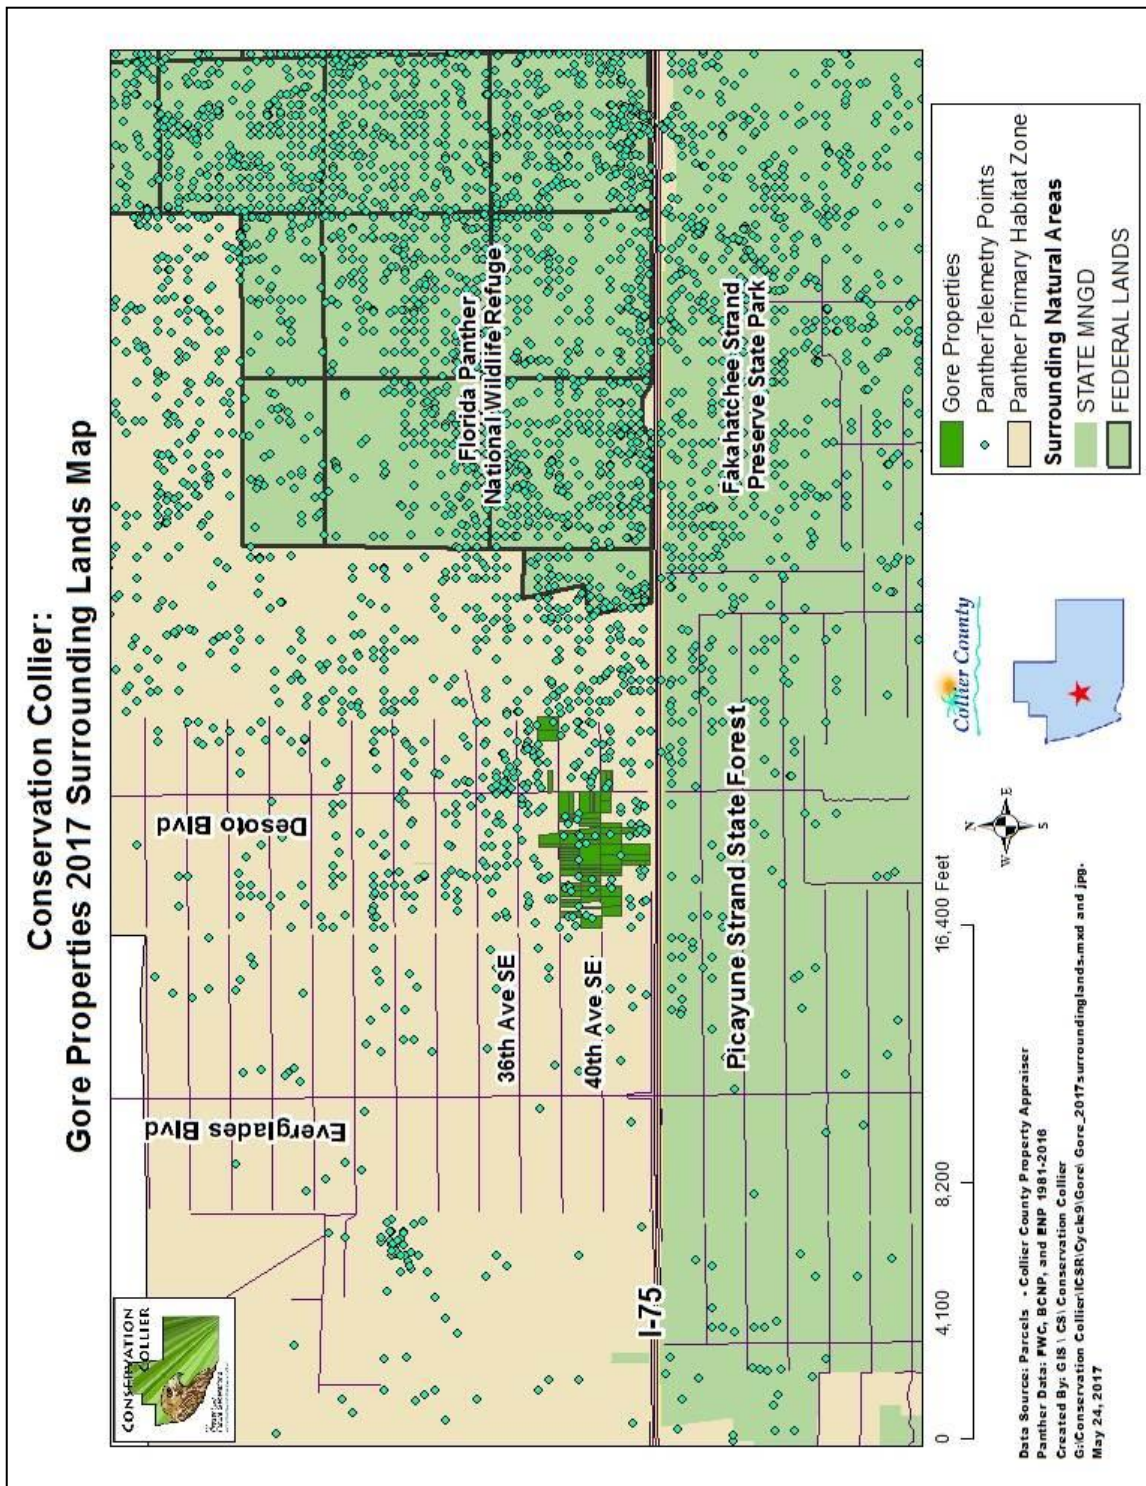 Conservation Collier:
Gore Properties 2017 Surrounding Lands Map
CONSERVATION
COLLIER
Everglades Blvd
Desoto Blvd
36th Ave SE
40th Ave SE
Florida Panther
National Wildlife Refuge
I-75
Picayune Strand State Forest
Fakahatchee Strand
Preserve State Park
0 4,100 8,200 16,400 Feet
Data Source: Parcels - Collier County Property Appraiser
Panther Data: FWC, BCNP, and ENP 1981-2016
Created By: GIS \ CS \ Conservation Collier
G:\Conservation Collier\ICSR\Cycle9\Gore\ Gore_2017surroundinglands.mxd and jpg.
May 24, 2017
N
W E
S
Collier County
Gore Properties
Panther Telemetry Points
Panther Primary Habitat Zone
Surrounding Natural Areas
STATE MNGD
FEDERAL LANDS